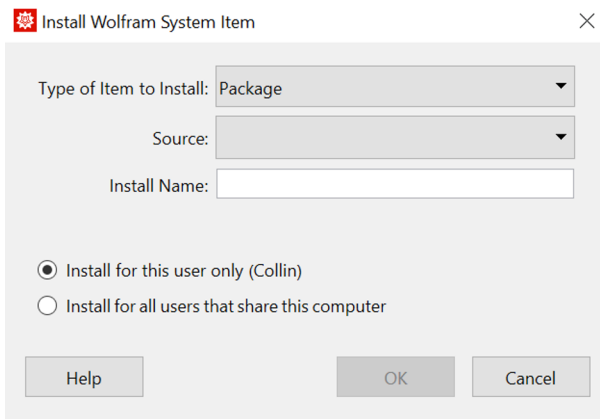 Install Wolfram System Item
Type of Item to Install: Package
Source:
Install Name:
Install for this user only (Collin)
Install for all users that share this computer
Help OK Cancel